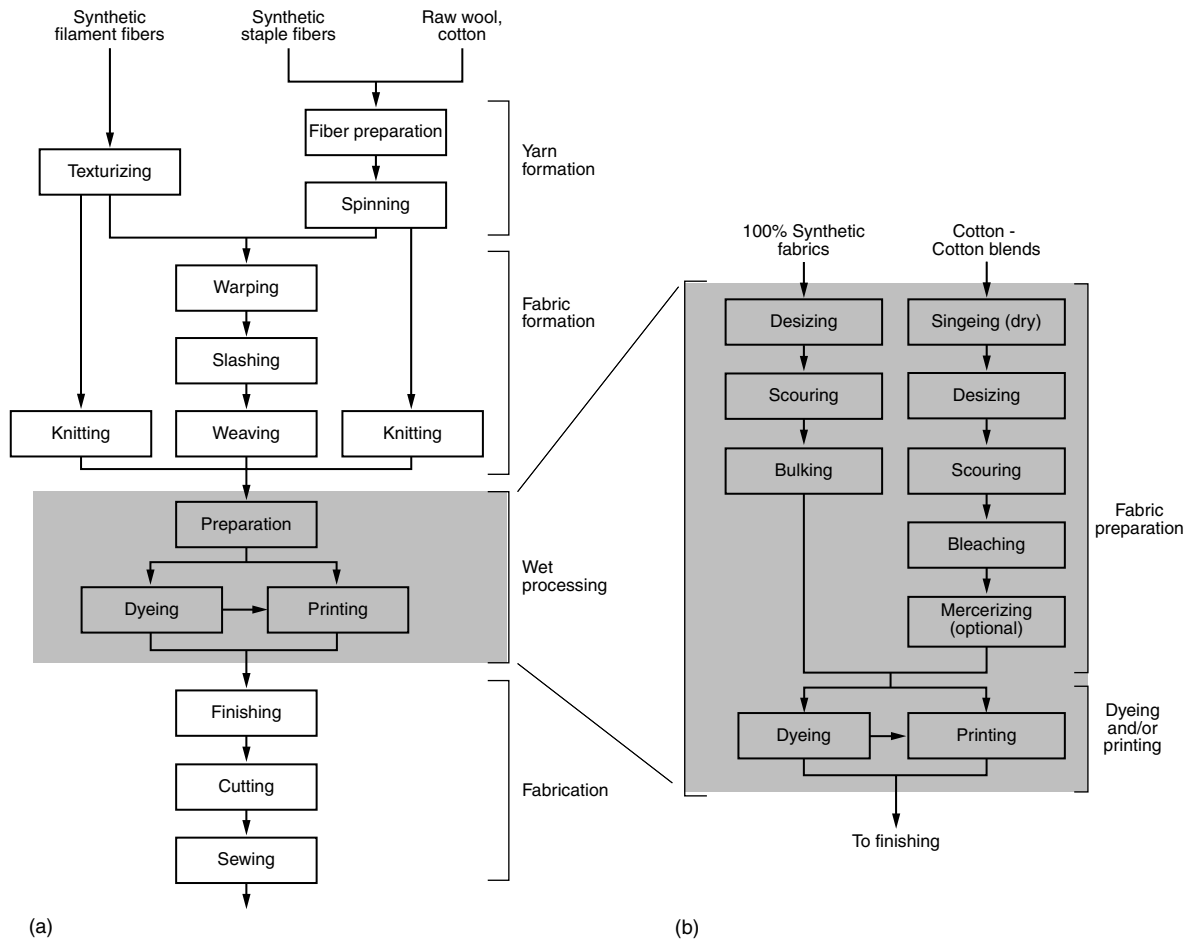 Synthetic
filament fibers
Synthetic
staple fibers
Raw wool,
cotton
Fiber preparation
Texturizing
Spinning
Yarn
formation
Warping
Slashing
Knitting
Weaving
Knitting
Fabric
formation
Preparation
Dyeing
Printing
Wet
processing
Finishing
Cutting
Sewing
Fabrication
(a)
100% Synthetic
fabrics
Cotton -
Cotton blends
Desizing
Singeing (dry)
Scouring
Desizing
Bulking
Scouring
Bleaching
Mercerizing
(optional)
Fabric
preparation
Dyeing
Printing
Dyeing
and/or
printing
To finishing
(b)